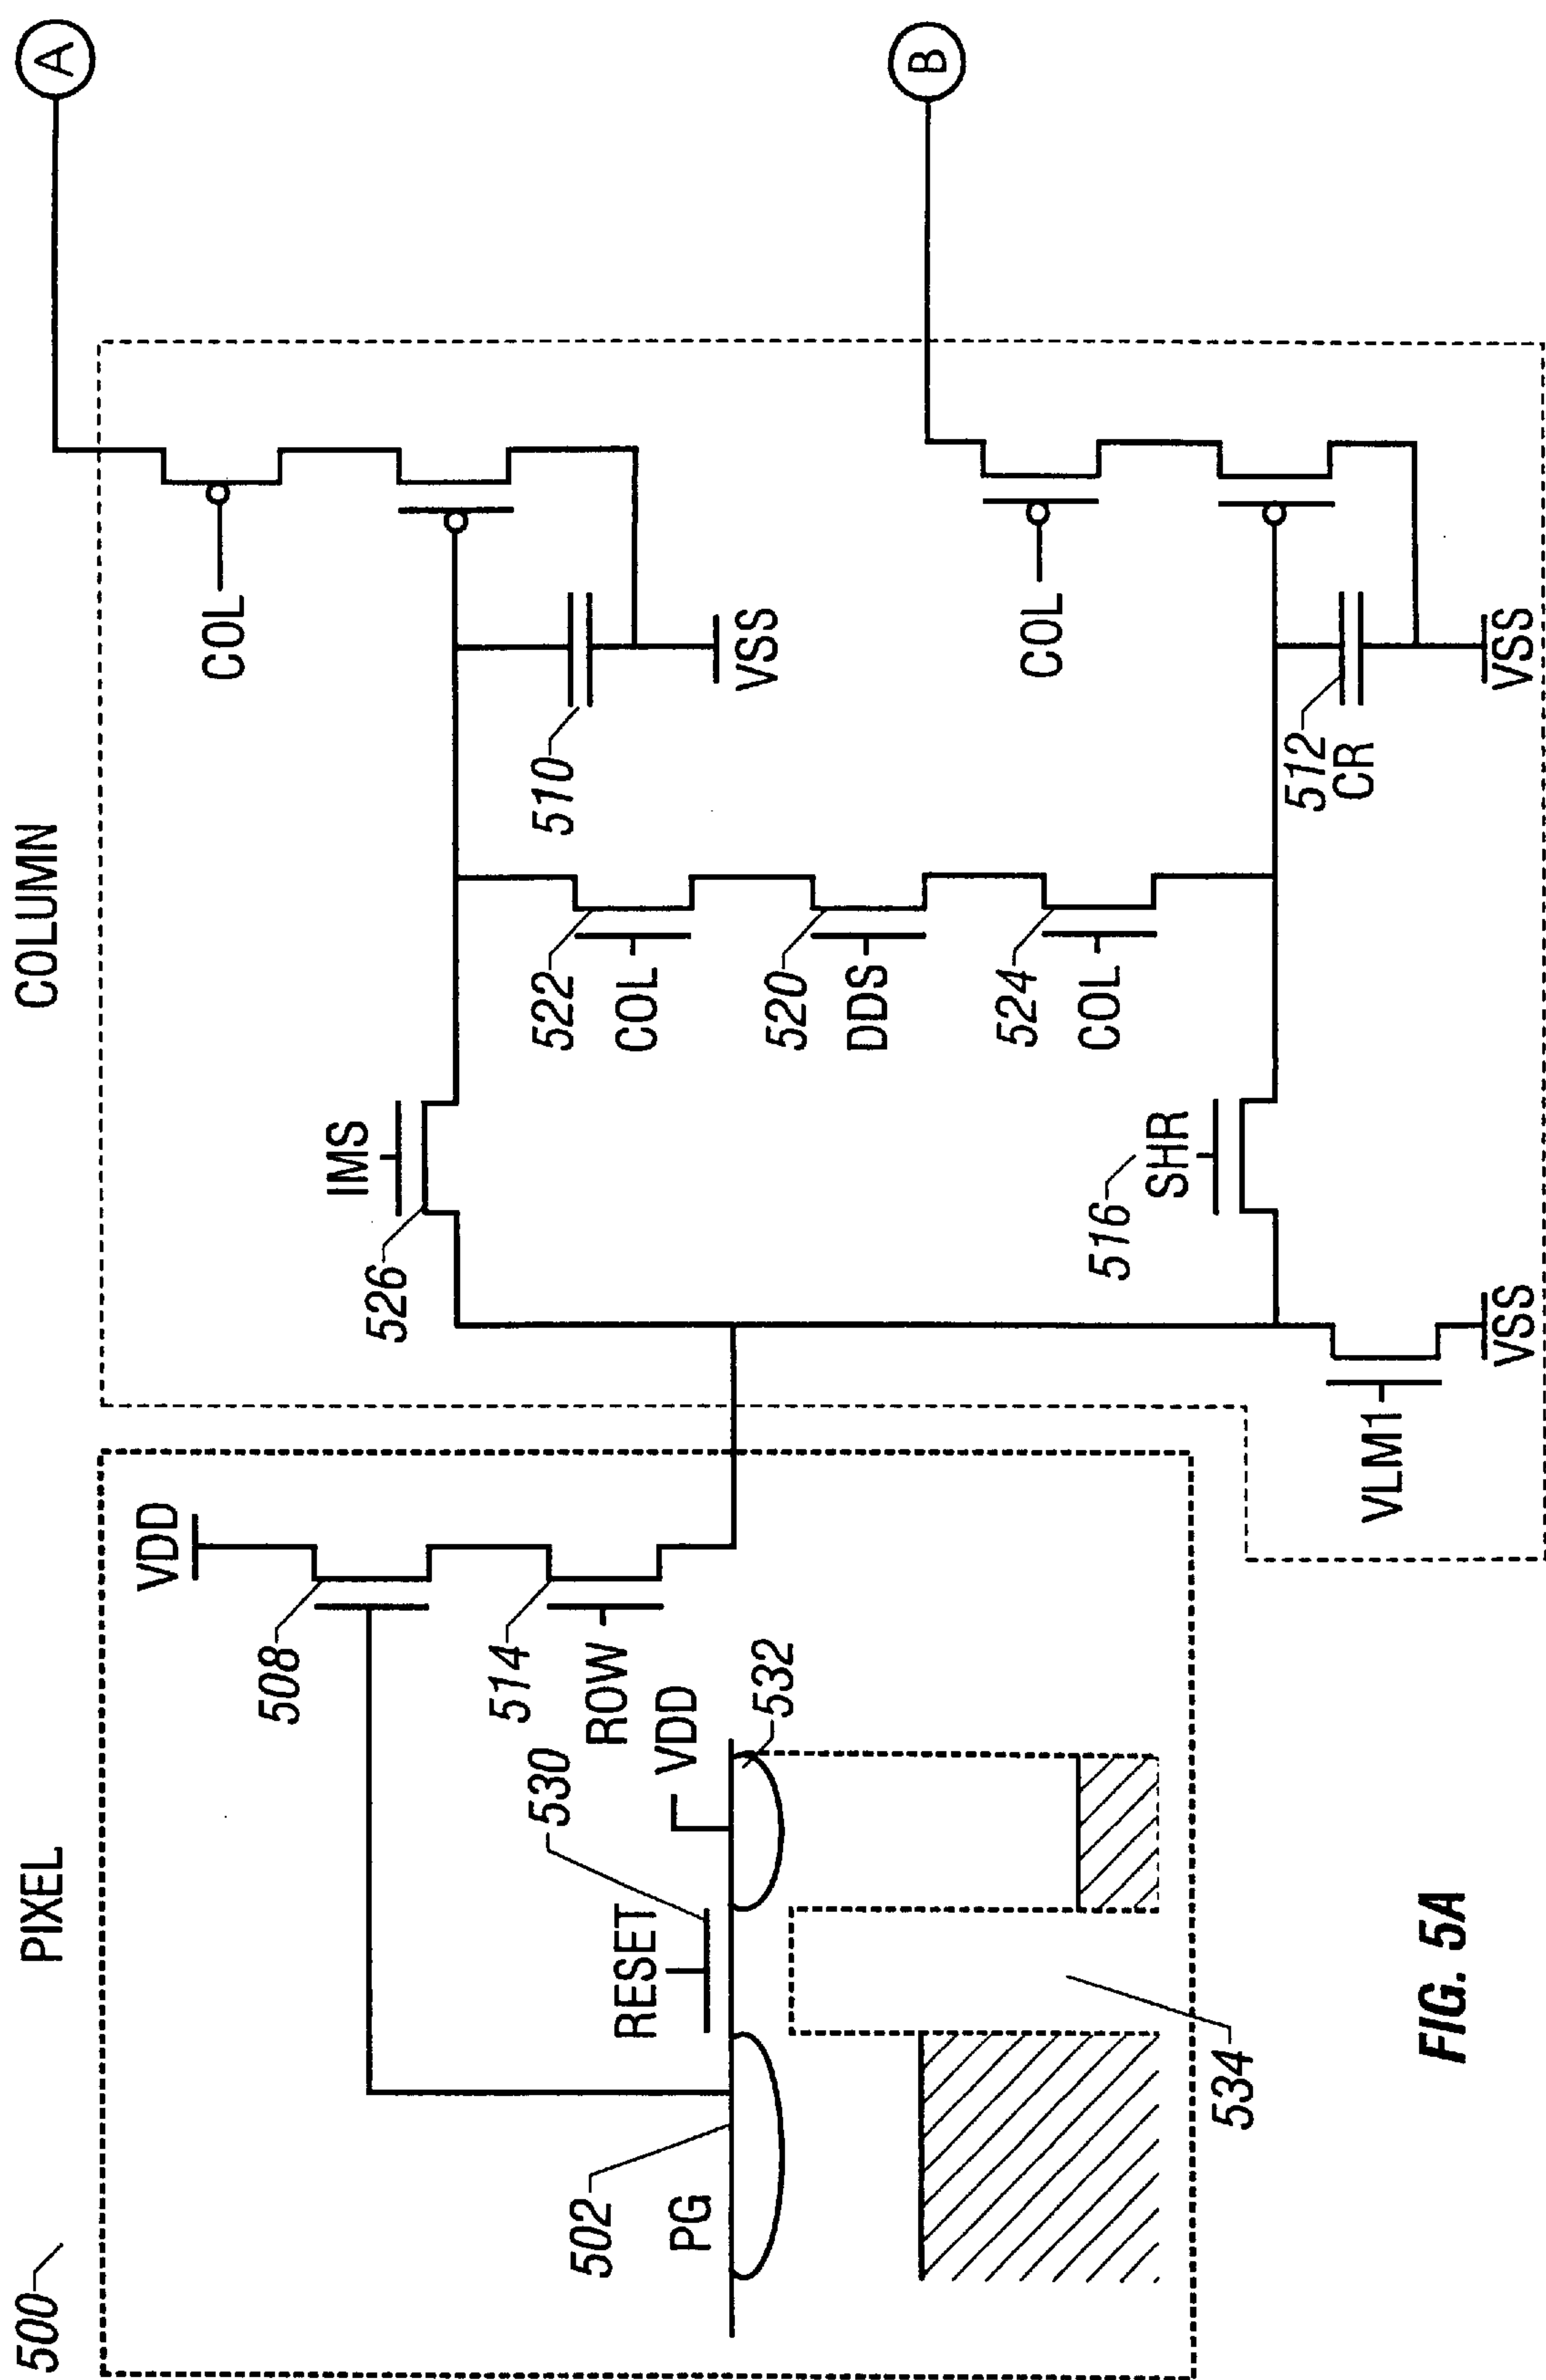 500
PIXEL
COLUMN
A
B
VDD
508
514
ROW
VDD
532
530
RESET
502
PG
534
IMS
526
522
COL
520
DDS
524
COL
516
SHR
VLM1
VSS
COL
510
VSS
COL
512
CR
VSS
FIG. 5A